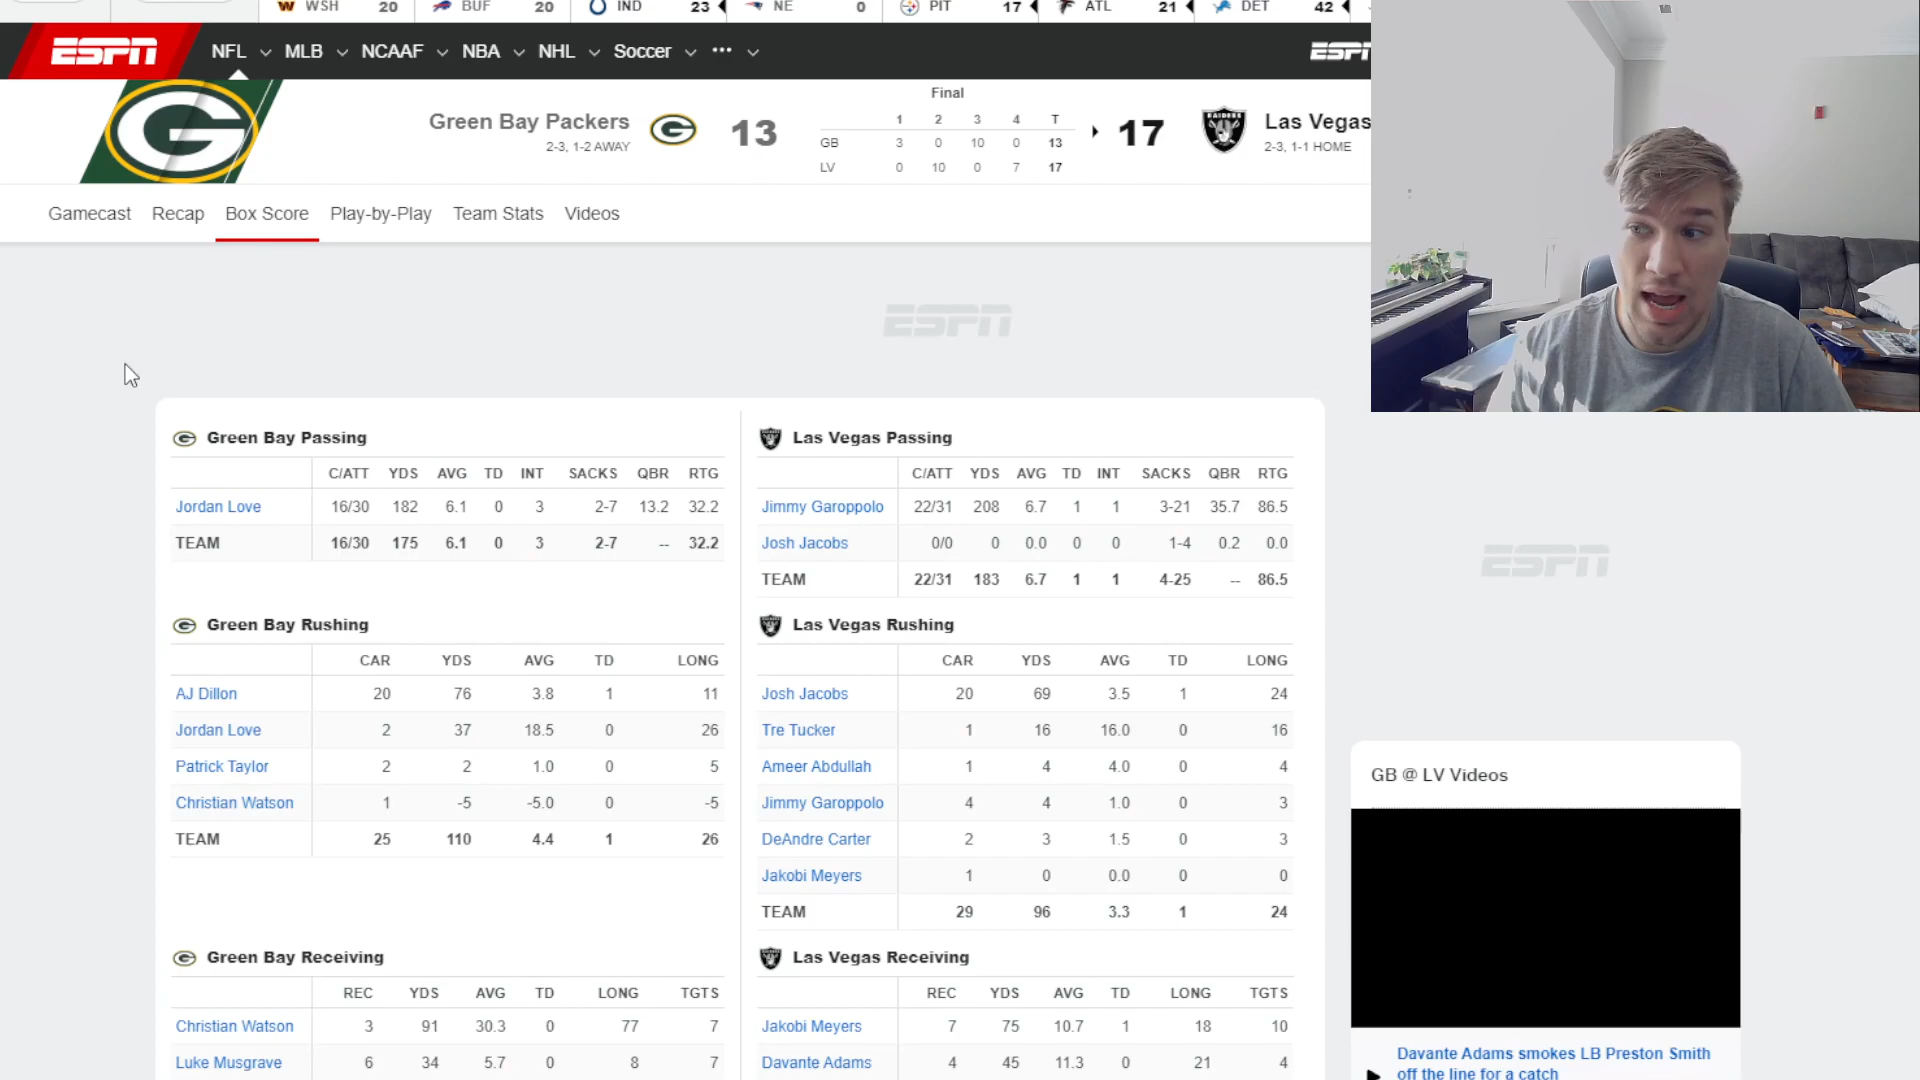 WSH 20 BUF 20 IND 23 NE 0 PIT 17 ATL 21 DET 42
ESPN NFL MLB NCAAF NBA NHL Soccer ••• ESPN
Final
Green Bay Packers 13 17 Las Vegas
2-3, 1-2 AWAY 2-3, 1-1 HOME
1 2 3 4 T
GB 3 0 10 0 13
LV 0 10 0 7 17
RAIDERS
Gamecast Recap Box Score Play-by-Play Team Stats Videos
ESPN
Green Bay Passing
C/ATT YDS AVG TD INT SACKS QBR RTG
Jordan Love 16/30 182 6.1 0 3 2-7 13.2 32.2
TEAM 16/30 175 6.1 0 3 2-7 -- 32.2
Las Vegas Passing
C/ATT YDS AVG TD INT SACKS QBR RTG
Jimmy Garoppolo 22/31 208 6.7 1 1 3-21 35.7 86.5
Josh Jacobs 0/0 0 0.0 0 0 1-4 0.2 0.0
TEAM 22/31 183 6.7 1 1 4-25 -- 86.5
ESPN
Green Bay Rushing
CAR YDS AVG TD LONG
AJ Dillon 20 76 3.8 1 11
Jordan Love 2 37 18.5 0 26
Patrick Taylor 2 2 1.0 0 5
Christian Watson 1 -5 -5.0 0 -5
TEAM 25 110 4.4 1 26
Las Vegas Rushing
CAR YDS AVG TD LONG
Josh Jacobs 20 69 3.5 1 24
Tre Tucker 1 16 16.0 0 16
Ameer Abdullah 1 4 4.0 0 4
Jimmy Garoppolo 4 4 1.0 0 3
DeAndre Carter 2 3 1.5 0 3
Jakobi Meyers 1 0 0.0 0 0
TEAM 29 96 3.3 1 24
Green Bay Receiving
REC YDS AVG TD LONG TGTS
Christian Watson 3 91 30.3 0 77 7
Luke Musgrave 6 34 5.7 0 8 7
Las Vegas Receiving
REC YDS AVG TD LONG TGTS
Jakobi Meyers 7 75 10.7 1 18 10
Davante Adams 4 45 11.3 0 21 4
GB @ LV Videos
Davante Adams smokes LB Preston Smith
off the line for a catch